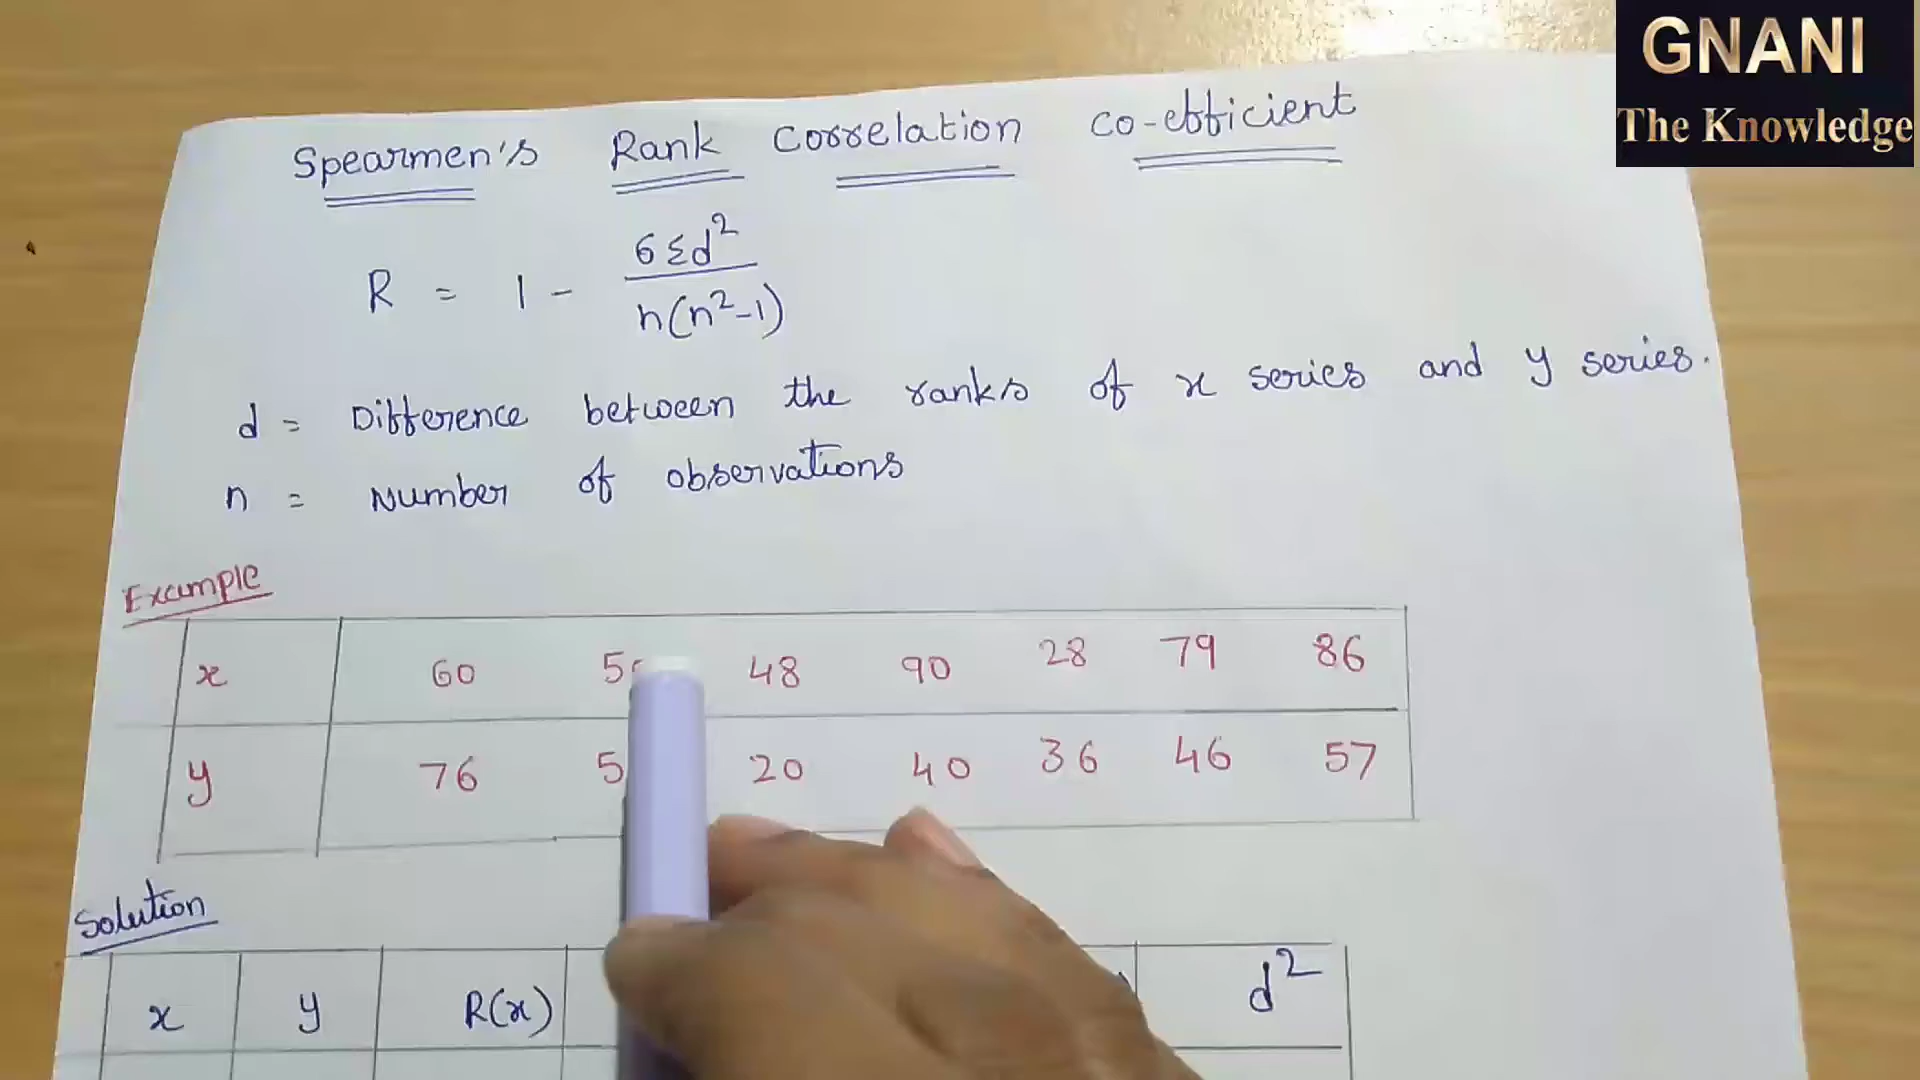 GNANI
The Knowledge
Spearmen's Rank Correlation co-efficient
R = 1 - 6Σd² / n(n²-1)
d = Difference between the ranks of x series and y series.
n = Number of observations
Example
x 60 48 90 28 79 86
y 76 20 40 36 46 57
Solution
x y R(x) d²